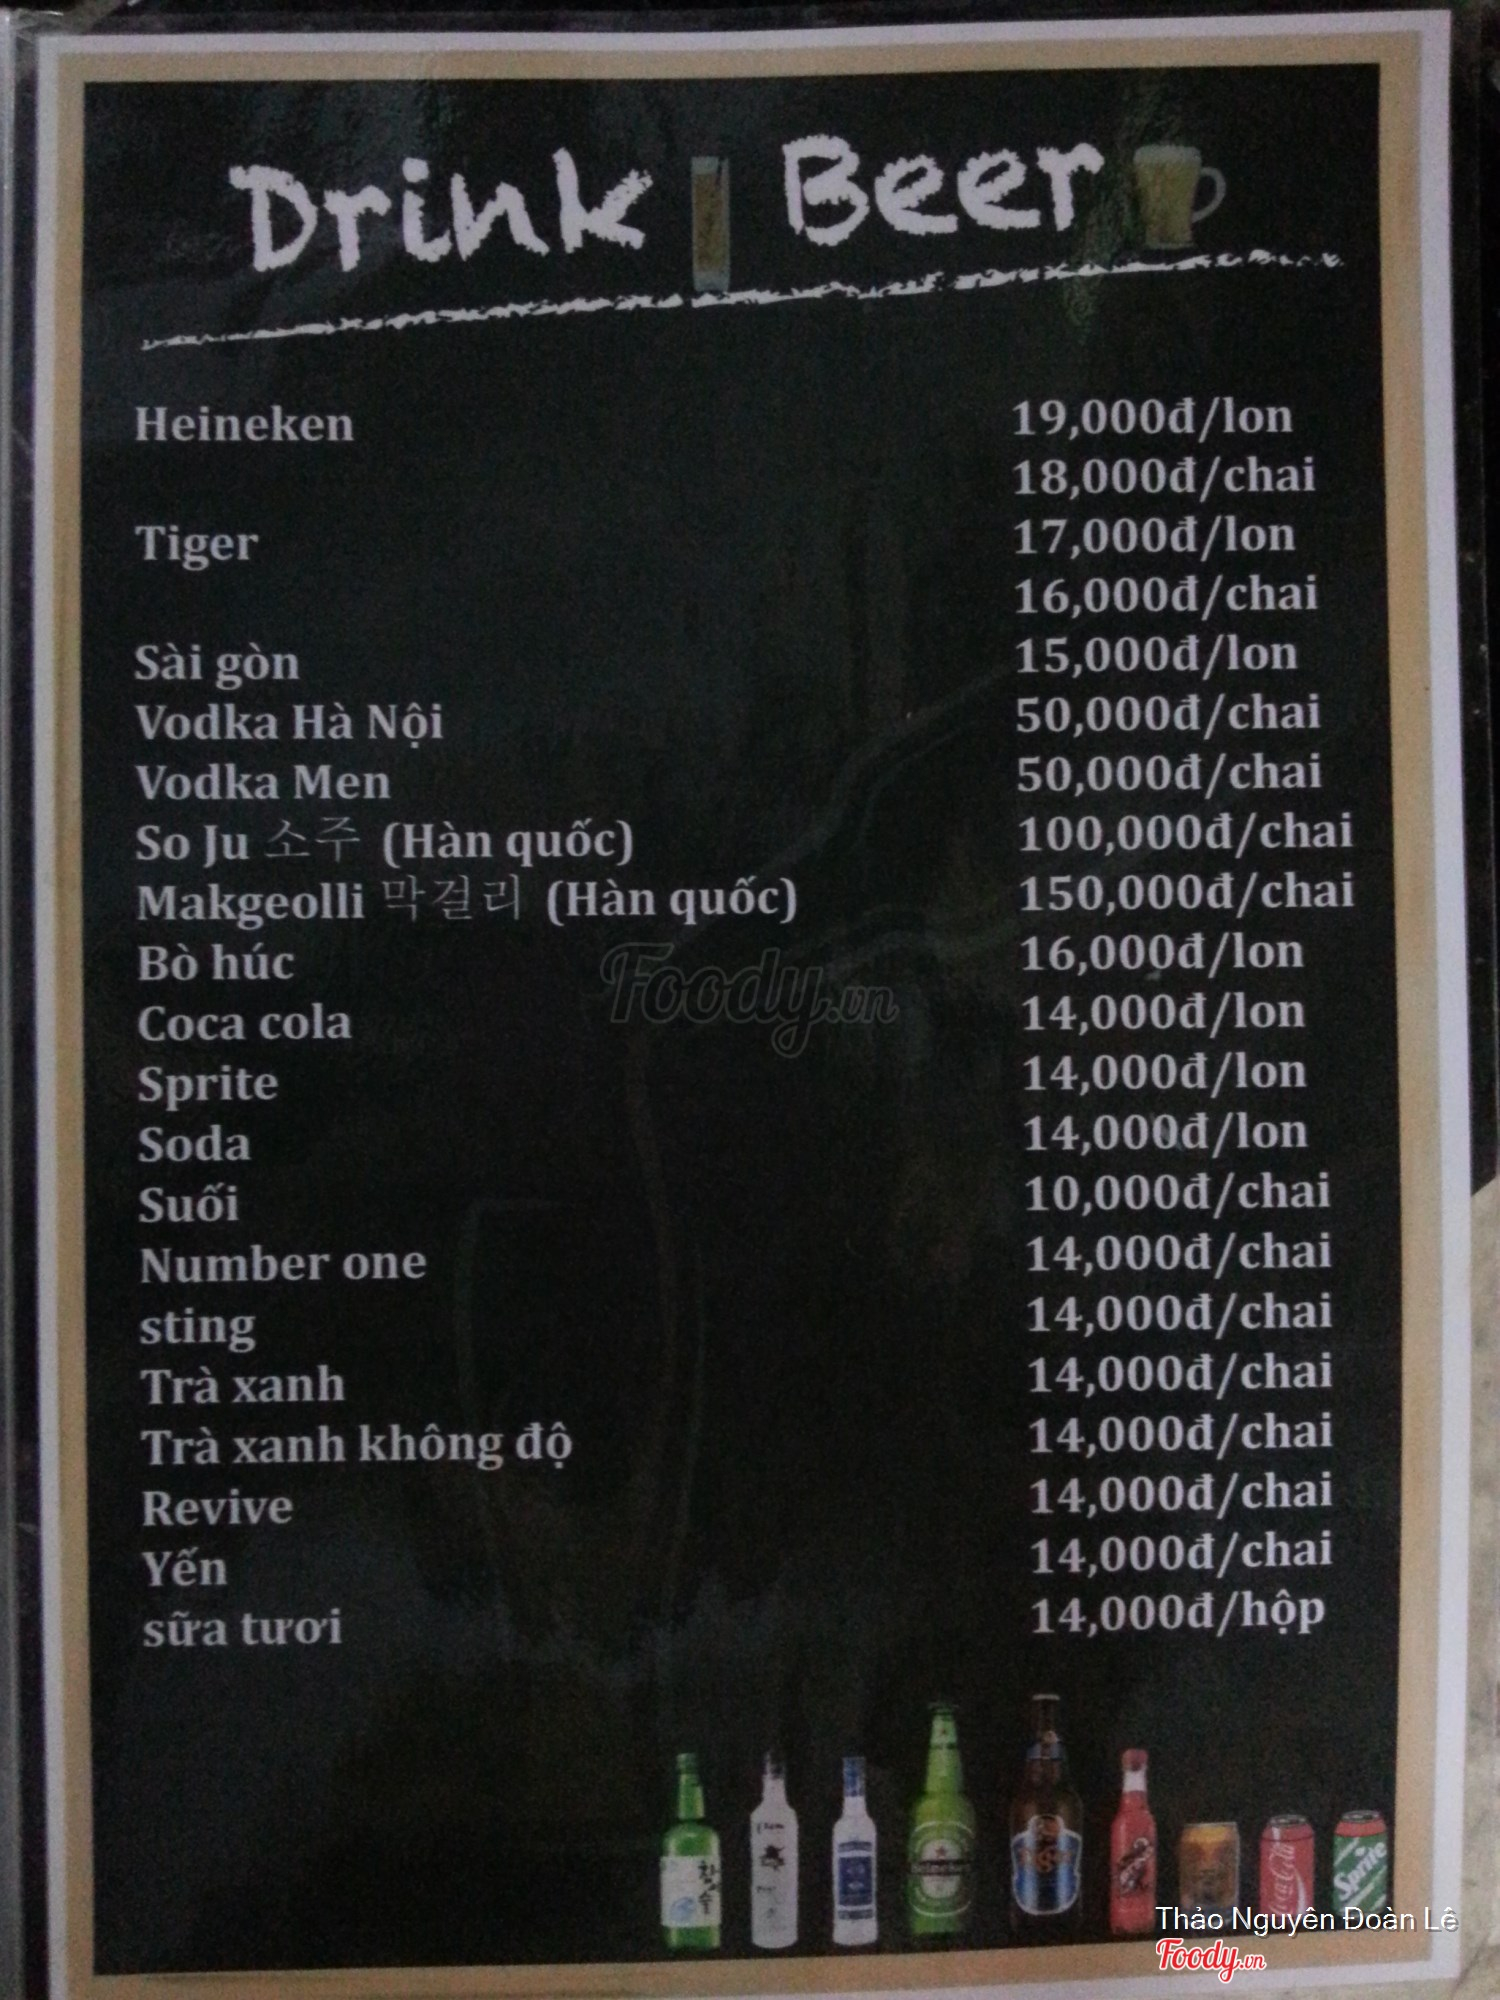 Drink Beer
Heineken 19,000đ/lon
18,000đ/chai
Tiger 17,000đ/lon
16,000đ/chai
Sài gòn 15,000đ/lon
Vodka Hà Nội 50,000đ/chai
Vodka Men 50,000đ/chai
So Ju 소주 (Hàn quốc) 100,000đ/chai
Makgeolli 막걸리 (Hàn quốc) 150,000đ/chai
Bò húc 16,000đ/lon
Foody.vn
Coca cola 14,000đ/lon
Sprite 14,000đ/lon
Soda 14,000đ/lon
Suối 10,000đ/chai
Number one 14,000đ/chai
sting 14,000đ/chai
Trà xanh 14,000đ/chai
Trà xanh không độ 14,000đ/chai
Revive 14,000đ/chai
Yến 14,000đ/chai
sữa tươi 14,000đ/hộp
Heineken
Tiger
Coca-Cola
Sprite
Thảo Nguyên Đoàn Lê
Foody.vn